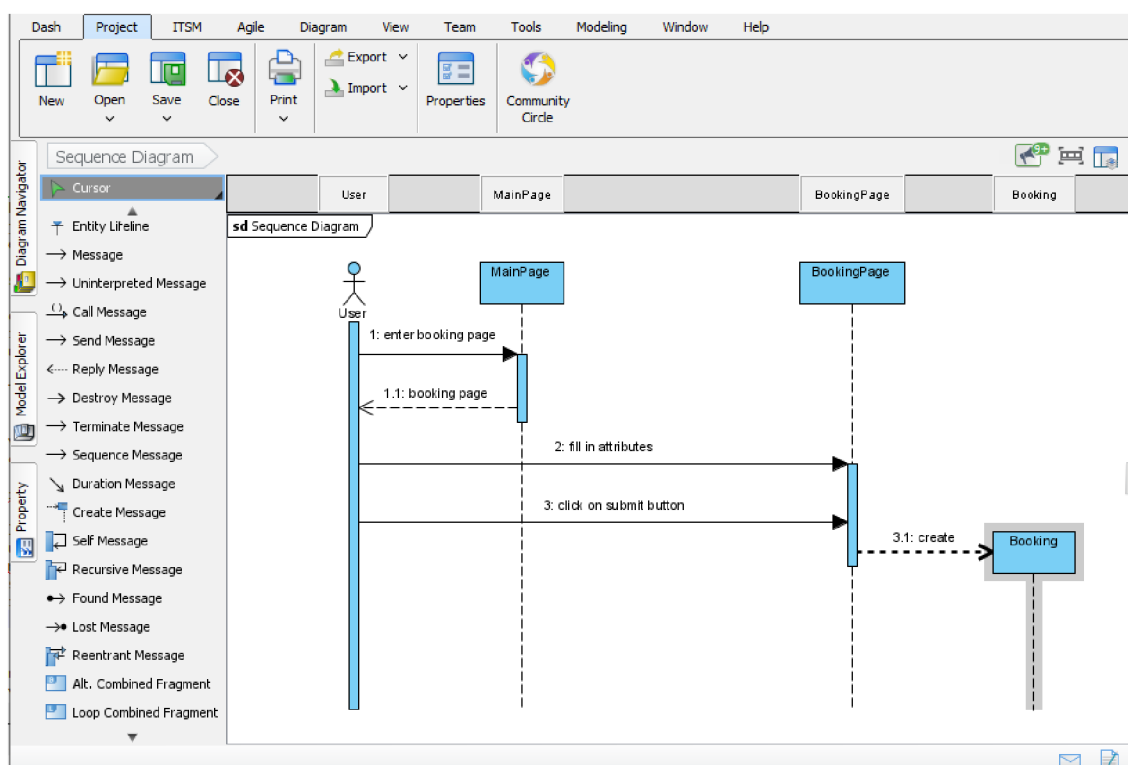 Dash Project ITSM Agile Diagram View Team Tools Modeling Window Help
Export
Import
New Open Save Close Print Properties Community
Circle
Sequence Diagram
9+
Diagram Navigator
Model Explorer
Property
Cursor
Entity Lifeline
Message
Uninterpreted Message
Call Message
Send Message
Reply Message
Destroy Message
Terminate Message
Sequence Message
Duration Message
Create Message
Self Message
Recursive Message
Found Message
Lost Message
Reentrant Message
Alt. Combined Fragment
Loop Combined Fragment
User MainPage BookingPage Booking
sd Sequence Diagram
MainPage BookingPage
User
1: enter booking page
1.1: booking page
2: fill in attributes
3: click on submit button
3.1: create
Booking